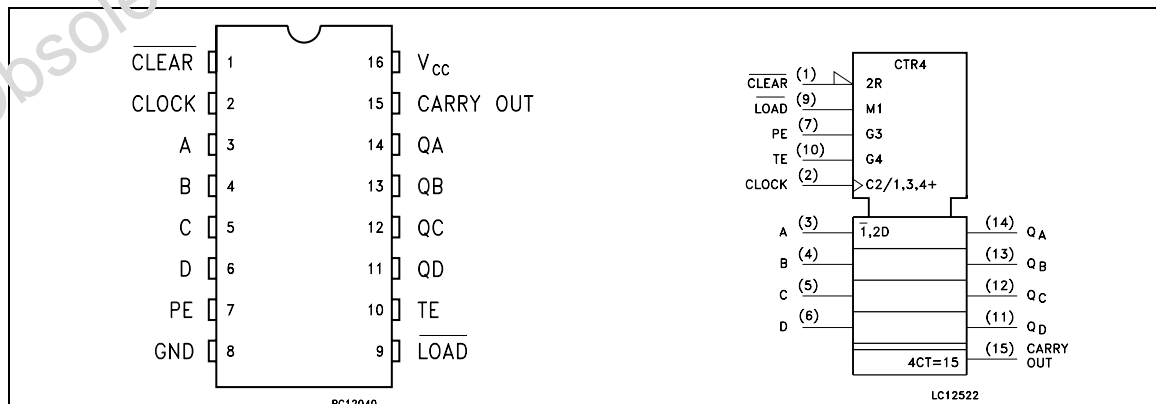 obsole
CLEAR 1 16 VCC
CLOCK 2 15 CARRY OUT
A 3 14 QA
B 4 13 QB
C 5 12 QC
D 6 11 QD
PE 7 10 TE
GND 8 9 LOAD
CTR4
CLEAR (1) 2R
LOAD (9) M1
PE (7) G3
TE (10) G4
CLOCK (2) C2/1,3,4+
A (3) 1,2D (14) QA
B (4) (13) QB
C (5) (12) QC
D (6) (11) QD
4CT=15 (15) CARRY OUT
LC12522